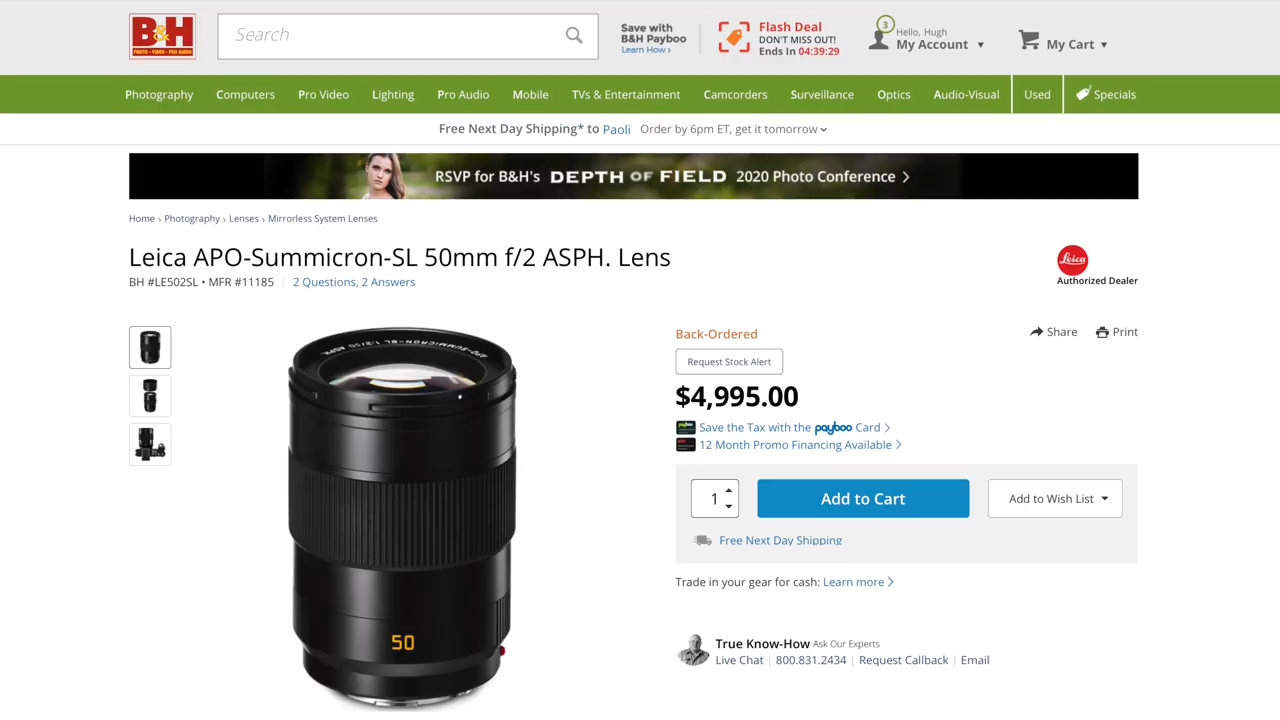 B&H
PHOTO - VIDEO - PRO AUDIO
Search
Save with
B&H Payboo
Learn How ›
Flash Deal
DON'T MISS OUT!
Ends In 04:39:29
3
Hello, Hugh
My Account
My Cart
Photography Computers Pro Video Lighting Pro Audio Mobile TVs & Entertainment Camcorders Surveillance Optics Audio-Visual Used Specials
Free Next Day Shipping* to Paoli Order by 6pm ET, get it tomorrow
RSVP for B&H's DEPTH OF FIELD 2020 Photo Conference >
Home › Photography › Lenses › Mirrorless System Lenses
Leica APO-Summicron-SL 50mm f/2 ASPH. Lens
BH #LE502SL • MFR #11185 2 Questions, 2 Answers
Leica
Authorized Dealer
Back-Ordered
Share Print
Request Stock Alert
$4,995.00
Save the Tax with the payboo Card >
12 Month Promo Financing Available >
1 Add to Cart Add to Wish List
Free Next Day Shipping
Trade in your gear for cash: Learn more >
True Know-How Ask Our Experts
Live Chat | 800.831.2434 | Request Callback | Email
APO-SUMMICRON-SL 1:2/50 ASPH.
50